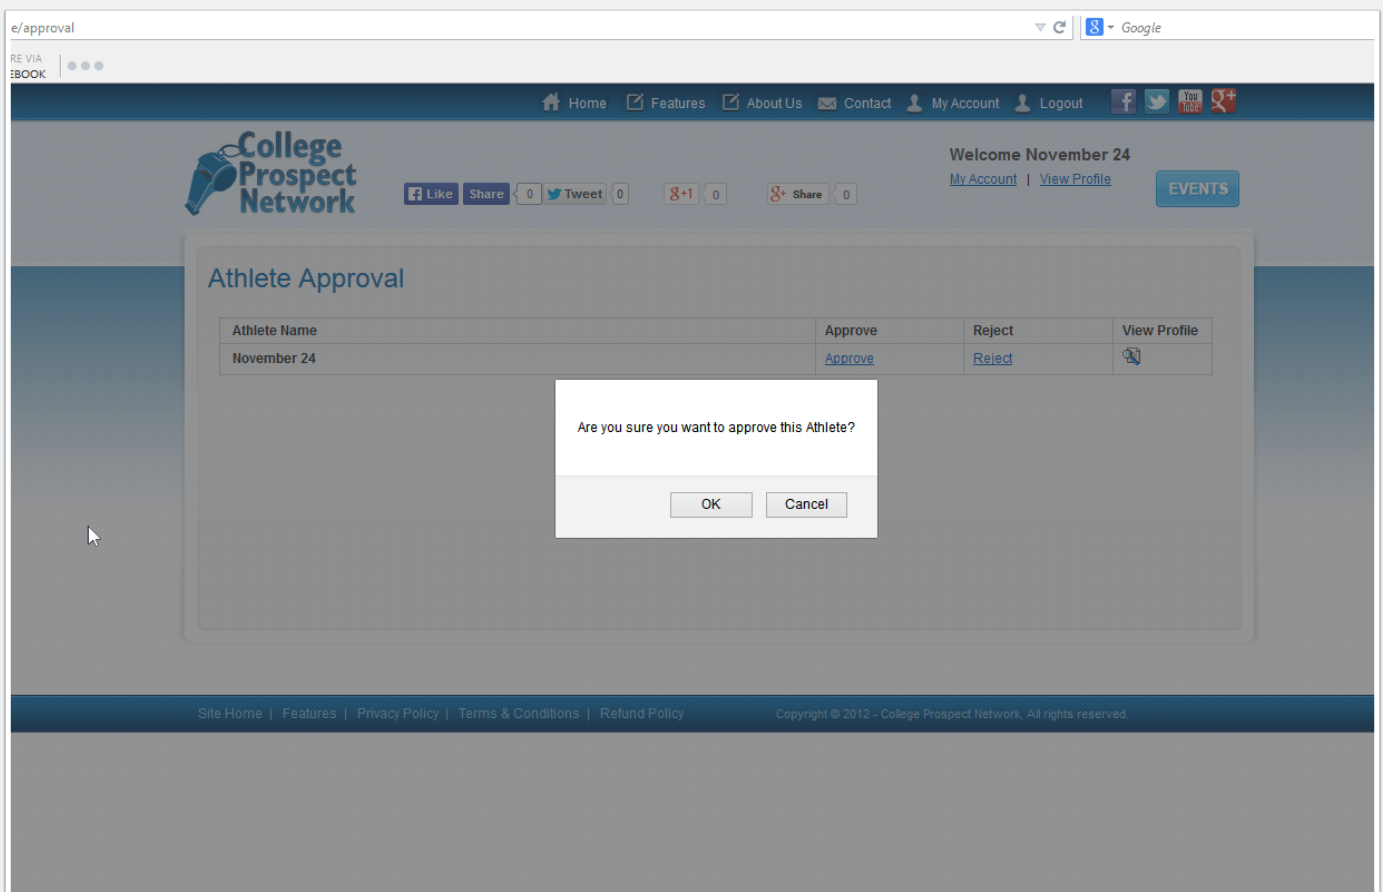 e/approval
Google
RE VIA
EBOOK
Home Features About Us Contact My Account Logout
You
Tube
College
Prospect
Network
Like Share 0 Tweet 0 +1 0 Share 0
Welcome November 24
My Account | View Profile
EVENTS
Athlete Approval
Athlete Name Approve Reject View Profile
November 24 Approve Reject
Are you sure you want to approve this Athlete?
OK Cancel
Site Home | Features | Privacy Policy | Terms & Conditions | Refund Policy
Copyright © 2012 - College Prospect Network, All rights reserved.